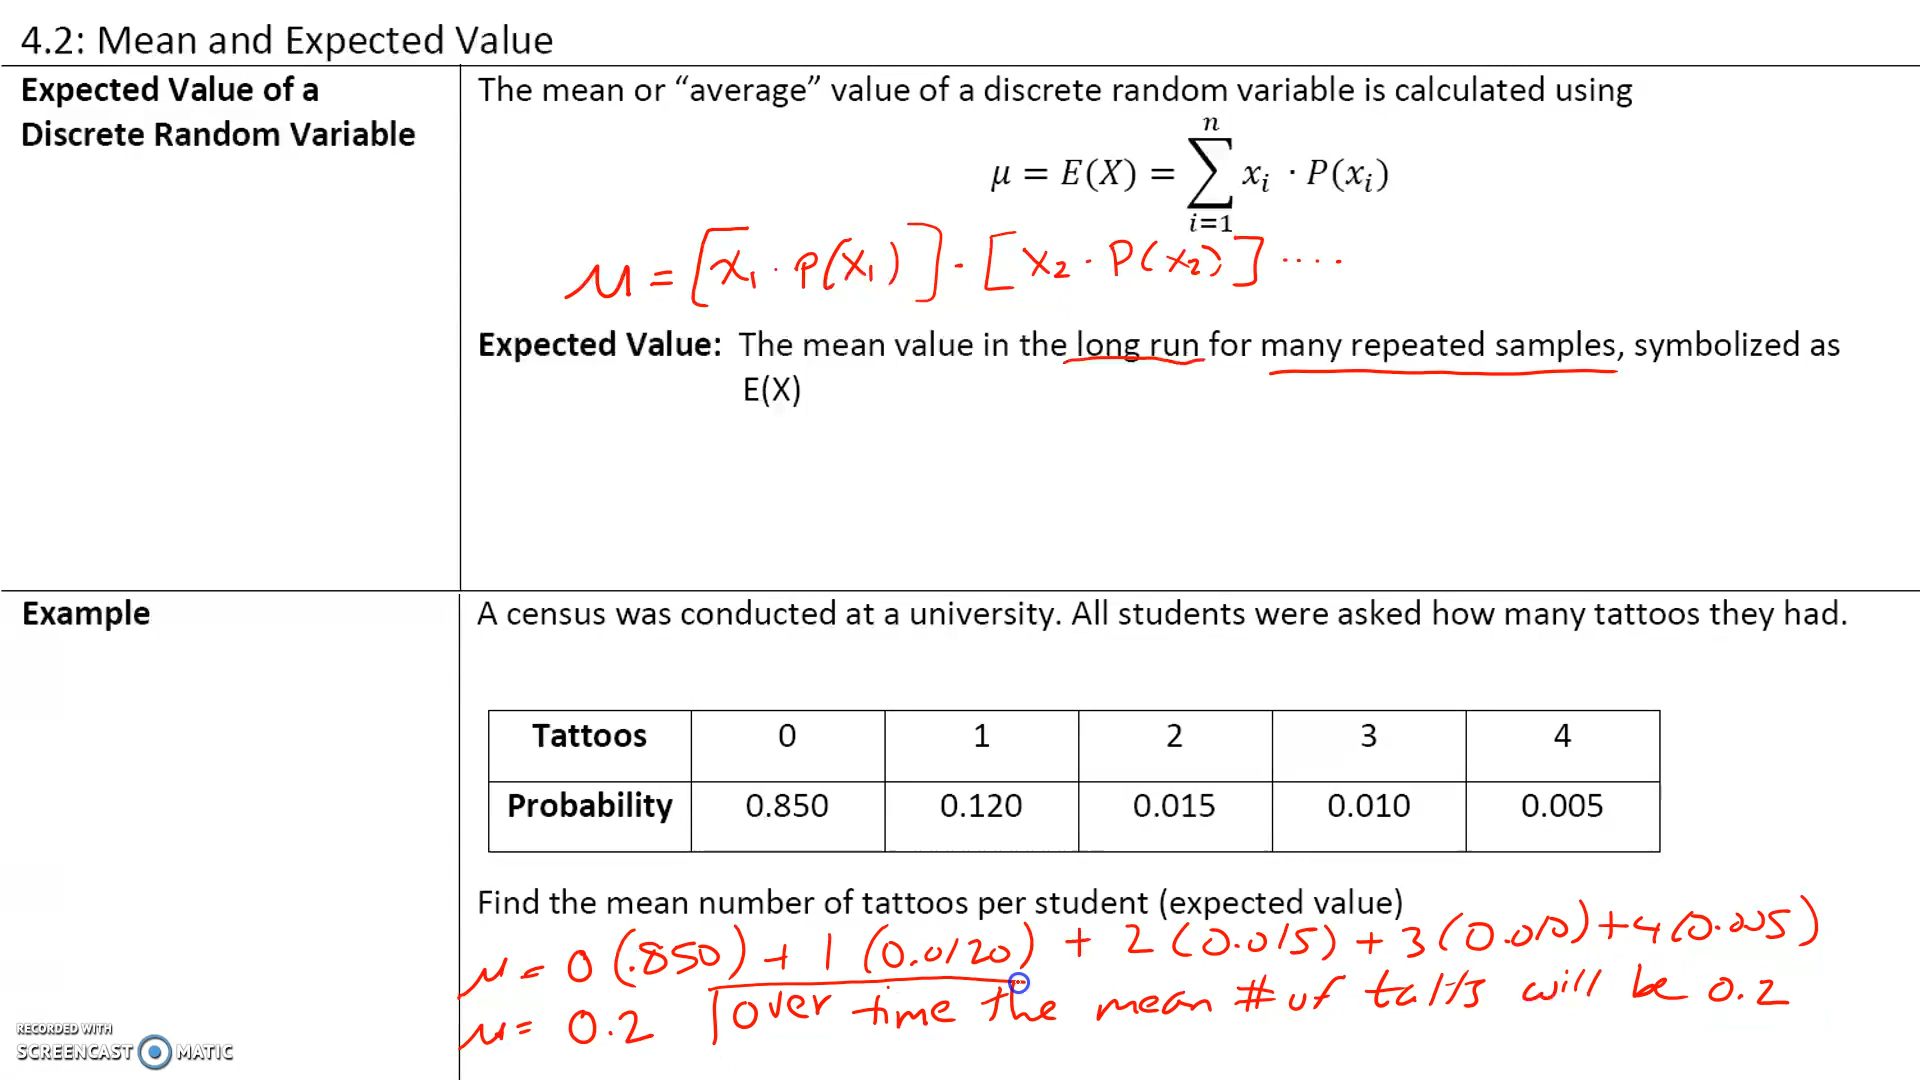 4.2: Mean and Expected Value
Expected Value of a
Discrete Random Variable
The mean or “average” value of a discrete random variable is calculated using
μ = E(X) = ∑ᵢ₌₁ⁿ xᵢ · P(xᵢ)
μ = [x₁ · P(x₁)] · [x₂ · P(x₂)] ....
Expected Value: The mean value in the long run for many repeated samples, symbolized as
E(X)
Example
A census was conducted at a university. All students were asked how many tattoos they had.
Tattoos 0 1 2 3 4
Probability 0.850 0.120 0.015 0.010 0.005
Find the mean number of tattoos per student (expected value)
μ = 0 (.850) + 1 (0.0120) + 2 (0.015) + 3 (0.010) + 4 (0.005)
μ = 0.2 over time the mean # of will be 0.2
RECORDED WITH
SCREENCAST MATIC